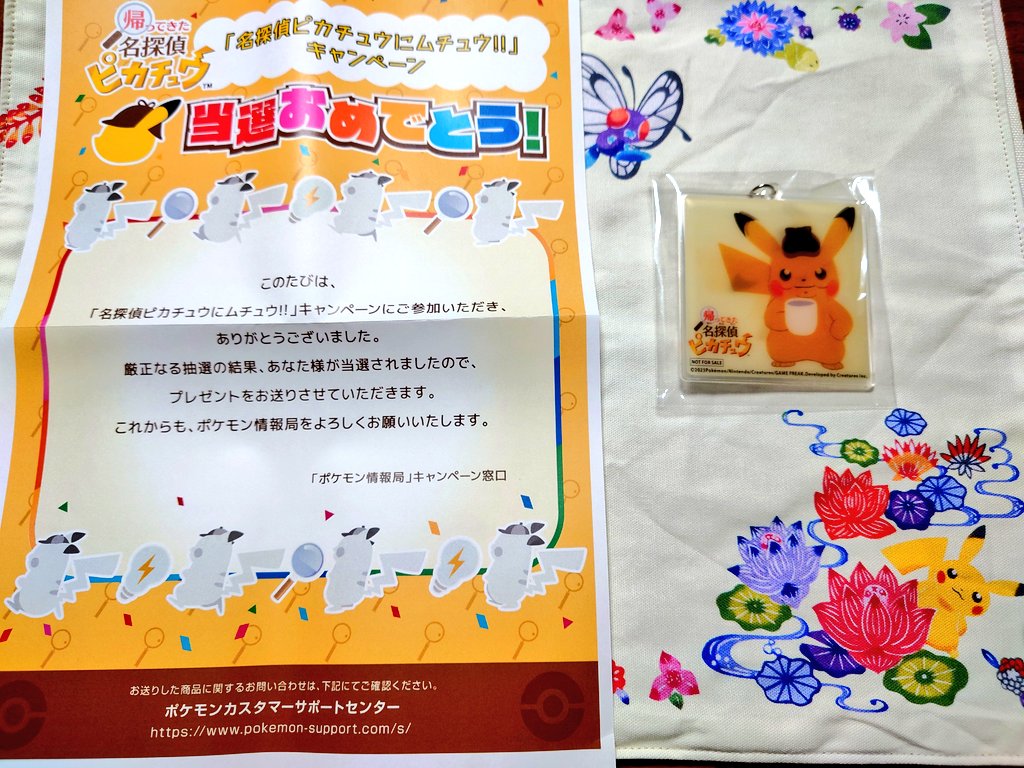 帰ってきた
名探偵
ピカチュウ™
「名探偵ピカチュウにムチュウ!!」
キャンペーン
当選おめでとう!
このたびは、
「名探偵ピカチュウにムチュウ!!」キャンペーンにご参加いただき、
ありがとうございました。
厳正なる抽選の結果、あなた様が当選されましたので、
プレゼントをお送りさせていただきます。
これからも、ポケモン情報局をよろしくお願いいたします。
「ポケモン情報局」キャンペーン窓口
お送りした商品に関するお問い合わせは、下記にてご確認ください。
ポケモンカスタマーサポートセンター
https://www.pokemon-support.com/s/
帰ってきた
名探偵
ピカチュウ
NOT FOR SALE
©2023Pokémon/Nintendo/Creatures/GAME FREAK. Developed by Creatures Inc.